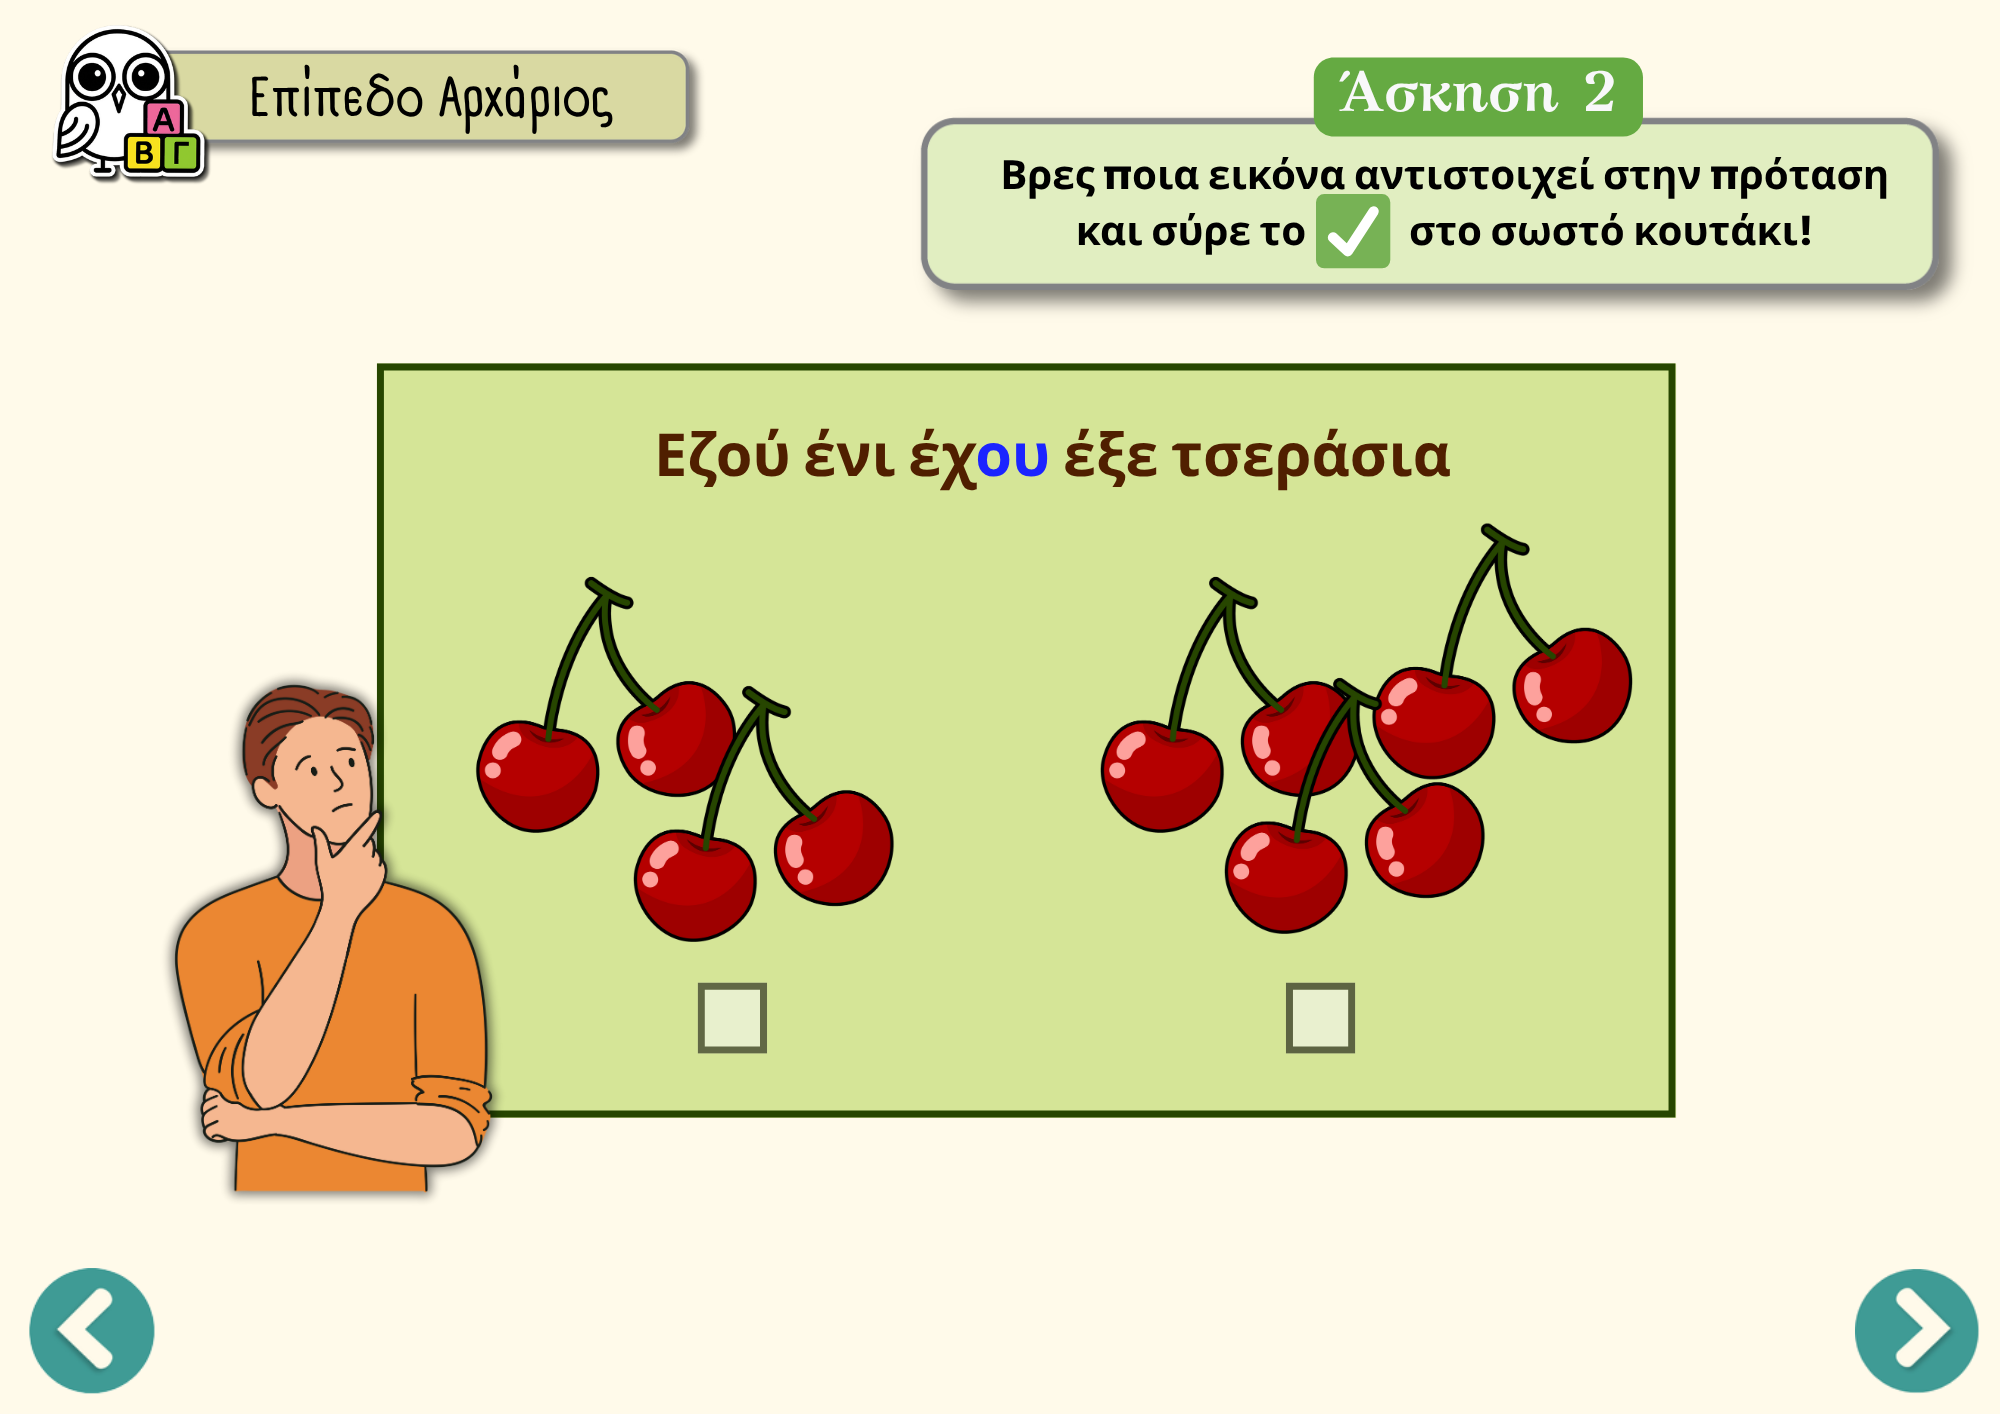 Επίπεδο Αρχάριος
Α
Β Γ
Άσκηση 2
Βρες ποια εικόνα αντιστοιχεί στην πρόταση
και σύρε το στο σωστό κουτάκι!
Εζού ένι έχου έξε τσεράσια